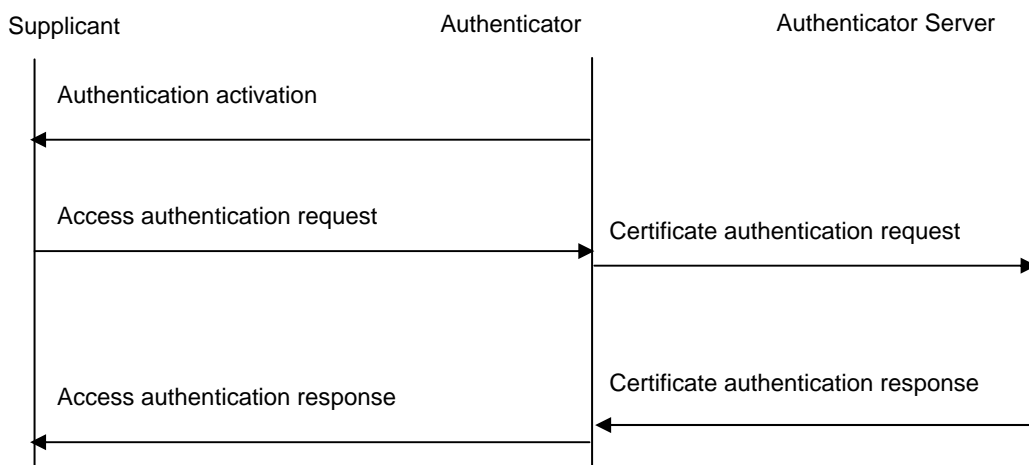 Supplicant
Authenticator
Authenticator Server
Authentication activation
Access authentication request
Certificate authentication request
Certificate authentication response
Access authentication response